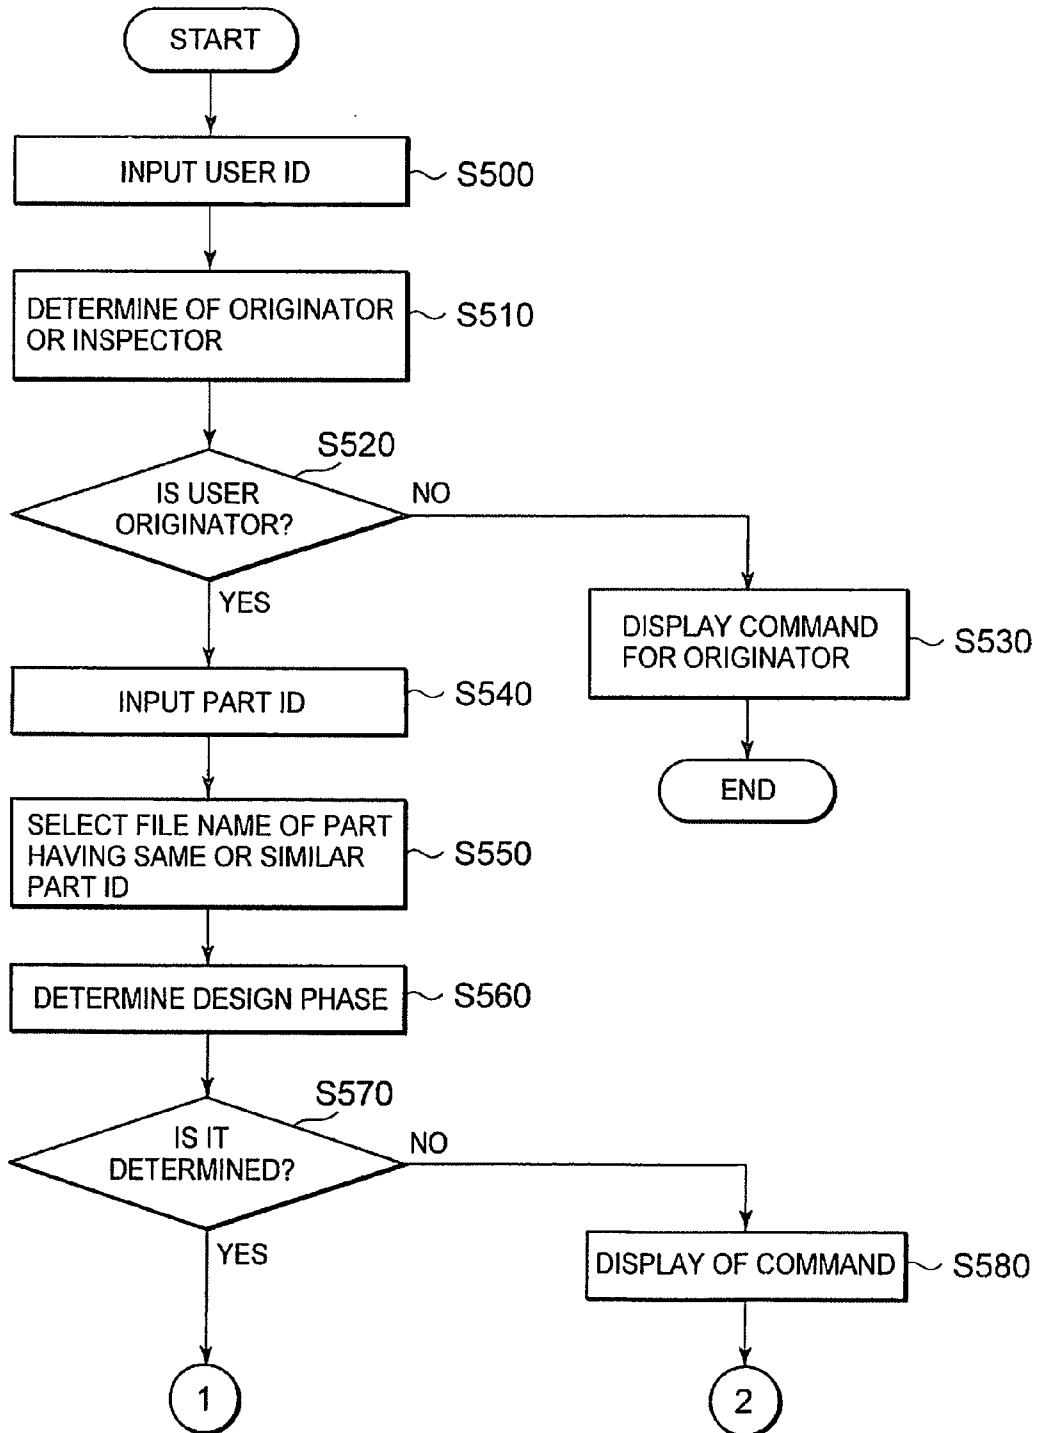 START
INPUT USER ID
S500
DETERMINE OF ORIGINATOR
OR INSPECTOR
S510
S520
IS USER
ORIGINATOR?
NO
YES
DISPLAY COMMAND
FOR ORIGINATOR
S530
INPUT PART ID
S540
END
SELECT FILE NAME OF PART
HAVING SAME OR SIMILAR
PART ID
S550
DETERMINE DESIGN PHASE
S560
S570
IS IT
DETERMINED?
NO
YES
DISPLAY OF COMMAND
S580
1
2